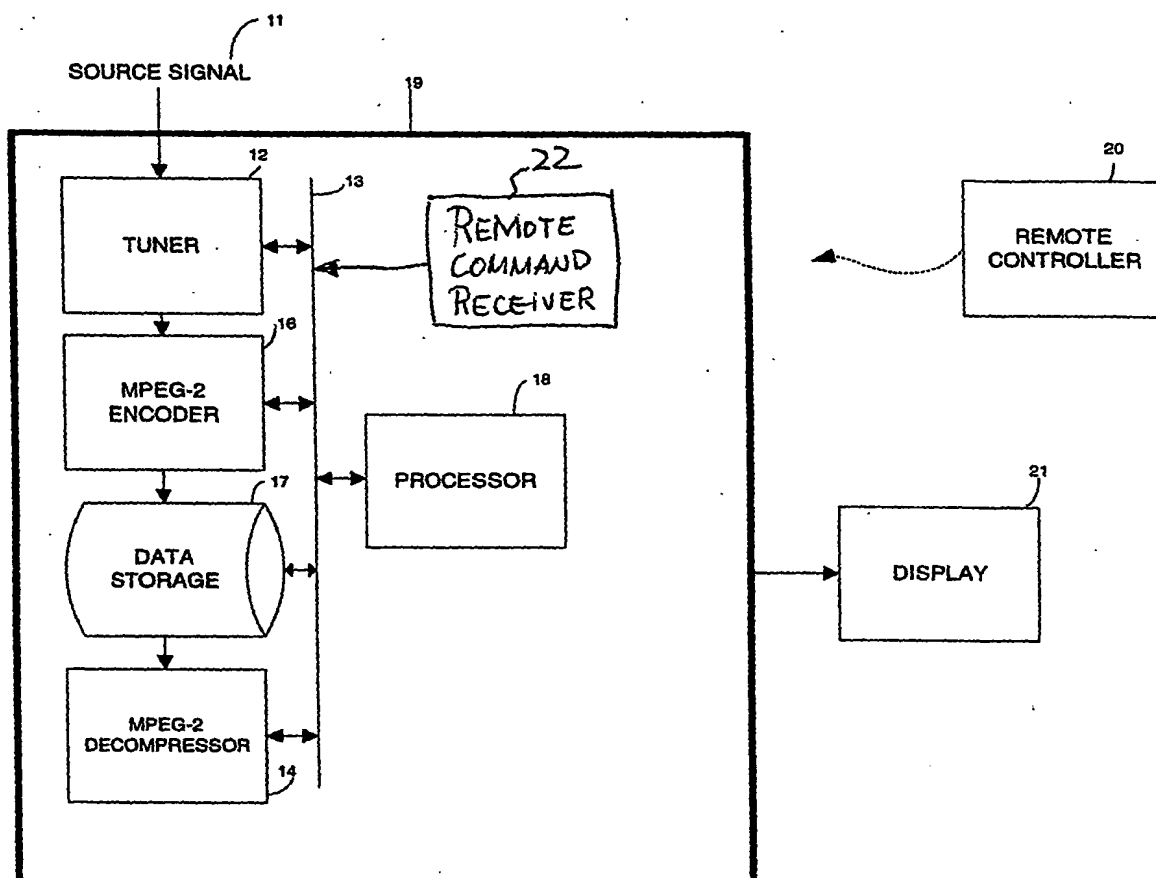 11
SOURCE SIGNAL
19
12
TUNER
13
22
REMOTE
COMMAND
RECEIVER
20
REMOTE
CONTROLLER
16
MPEG-2
ENCODER
18
PROCESSOR
17
DATA
STORAGE
21
DISPLAY
MPEG-2
DECOMPRESSOR
14